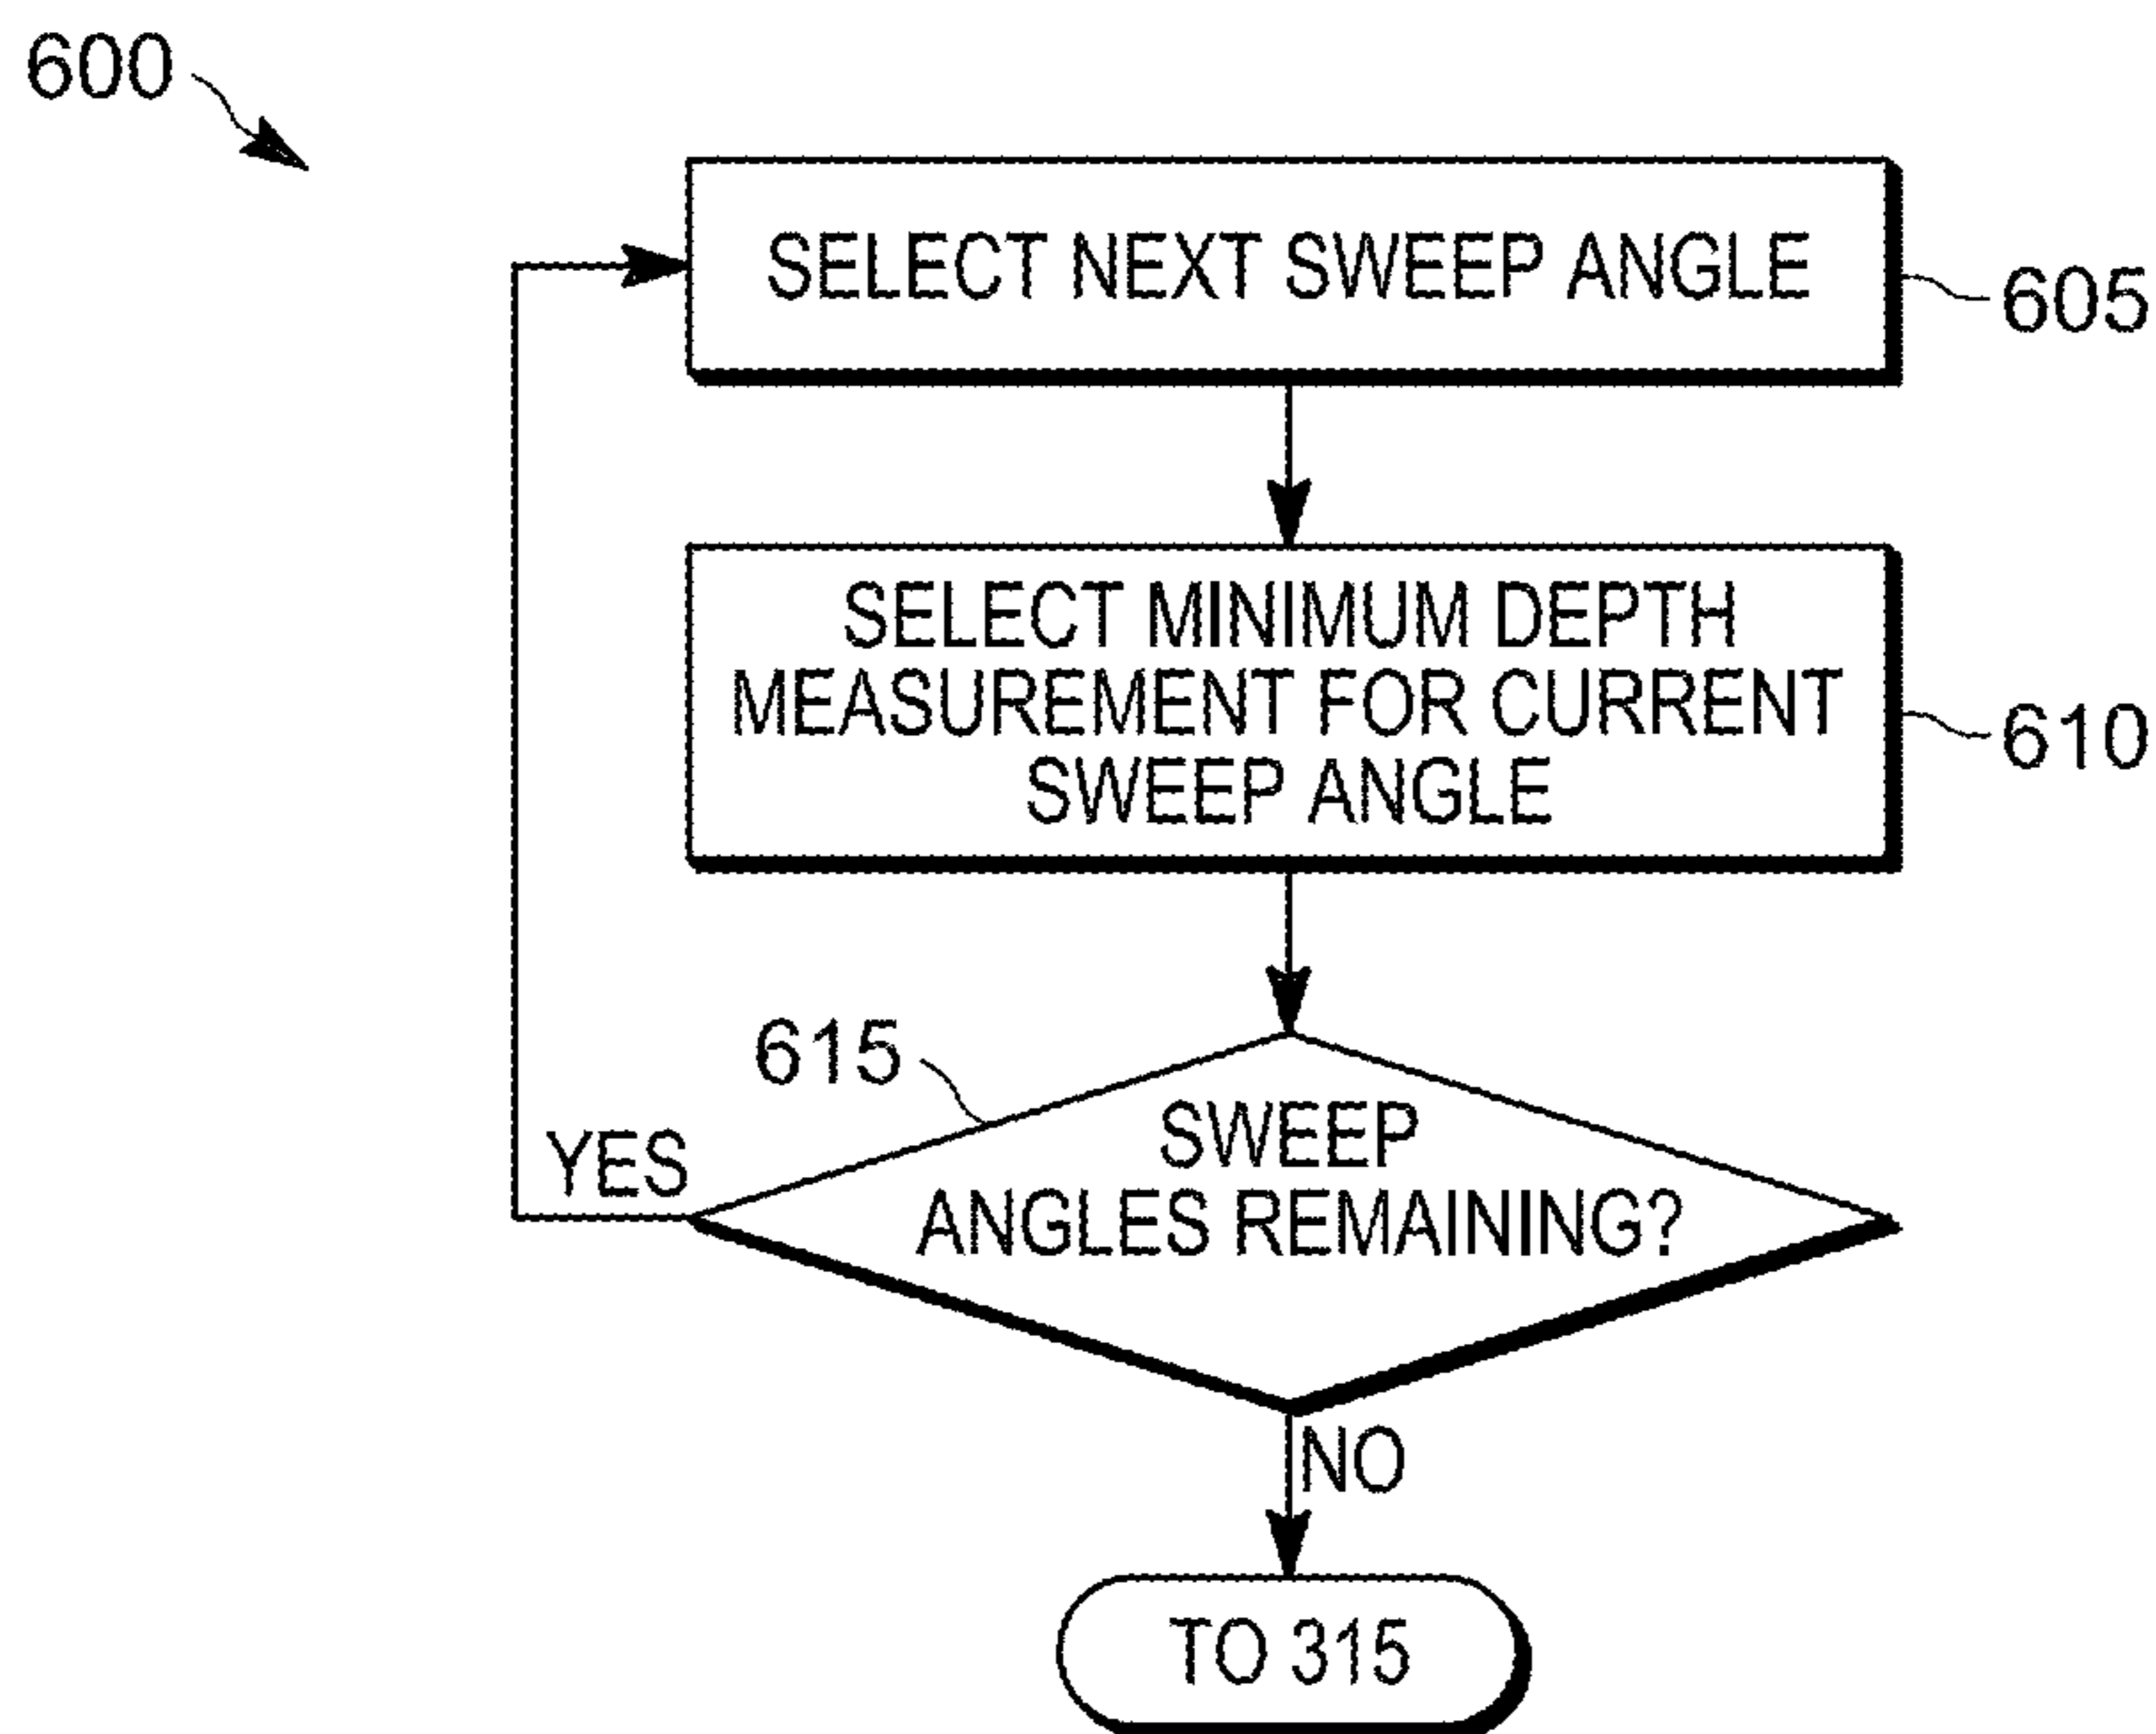 600
SELECT NEXT SWEEP ANGLE
605
SELECT MINIMUM DEPTH
MEASUREMENT FOR CURRENT
SWEEP ANGLE
610
615
SWEEP
ANGLES REMAINING?
YES
NO
TO 315